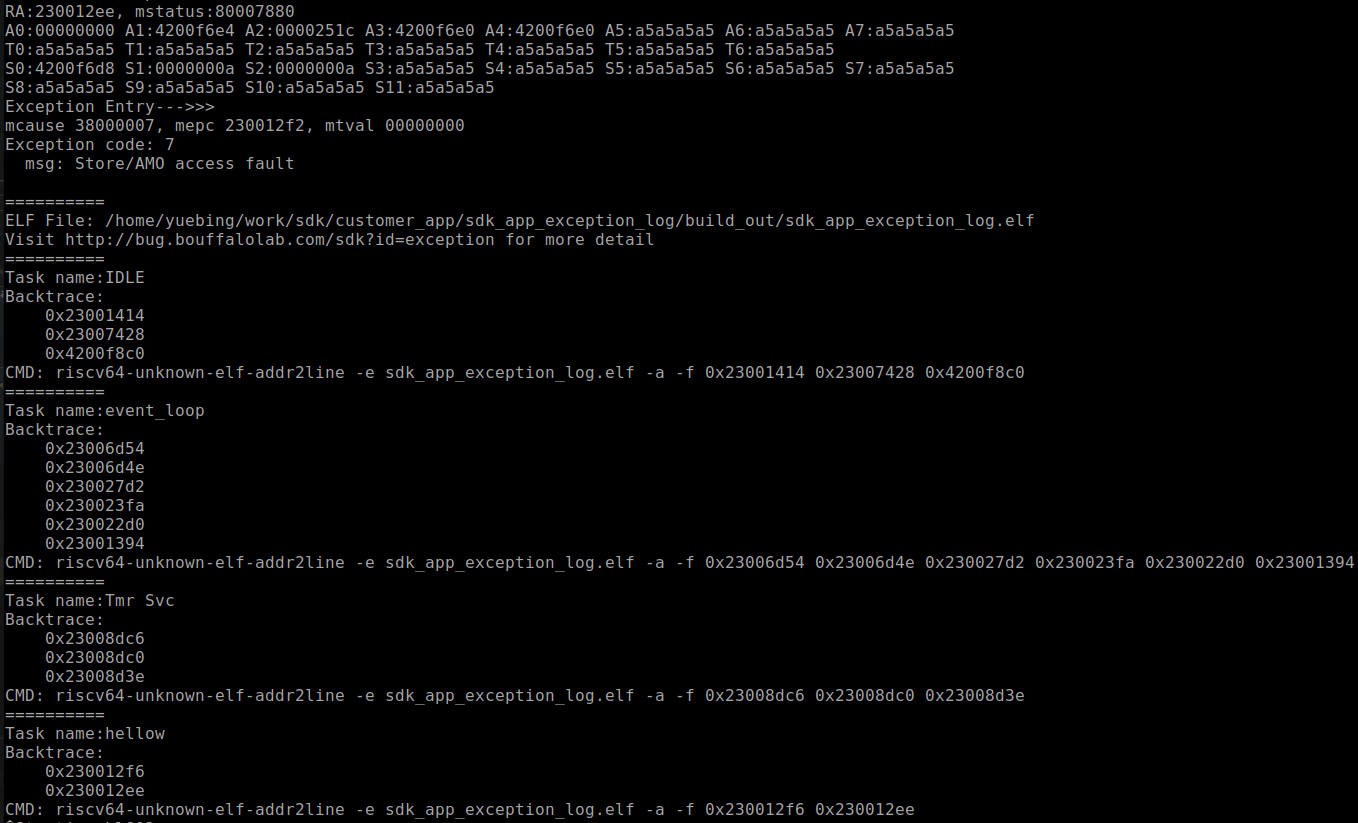 RA:230012ee, mstatus:80007880
A0:00000000 A1:4200f6e4 A2:0000251c A3:4200f6e0 A4:4200f6e0 A5:a5a5a5a5 A6:a5a5a5a5 A7:a5a5a5a5
T0:a5a5a5a5 T1:a5a5a5a5 T2:a5a5a5a5 T3:a5a5a5a5 T4:a5a5a5a5 T5:a5a5a5a5 T6:a5a5a5a5
S0:4200f6d8 S1:0000000a S2:0000000a S3:a5a5a5a5 S4:a5a5a5a5 S5:a5a5a5a5 S6:a5a5a5a5 S7:a5a5a5a5
S8:a5a5a5a5 S9:a5a5a5a5 S10:a5a5a5a5 S11:a5a5a5a5
Exception Entry--->>>
mcause 38000007, mepc 230012f2, mtval 00000000
Exception code: 7
  msg: Store/AMO access fault
==========
ELF File: /home/yuebing/work/sdk/customer_app/sdk_app_exception_log/build_out/sdk_app_exception_log.elf
Visit http://bug.bouffalolab.com/sdk?id=exception for more detail
==========
Task name:IDLE
Backtrace:
    0x23001414
    0x23007428
    0x4200f8c0
CMD: riscv64-unknown-elf-addr2line -e sdk_app_exception_log.elf -a -f 0x23001414 0x23007428 0x4200f8c0
==========
Task name:event_loop
Backtrace:
    0x23006d54
    0x23006d4e
    0x230027d2
    0x230023fa
    0x230022d0
    0x23001394
CMD: riscv64-unknown-elf-addr2line -e sdk_app_exception_log.elf -a -f 0x23006d54 0x23006d4e 0x230027d2 0x230023fa 0x230022d0 0x23001394
==========
Task name:Tmr Svc
Backtrace:
    0x23008dc6
    0x23008dc0
    0x23008d3e
CMD: riscv64-unknown-elf-addr2line -e sdk_app_exception_log.elf -a -f 0x23008dc6 0x23008dc0 0x23008d3e
==========
Task name:hellow
Backtrace:
    0x230012f6
    0x230012ee
CMD: riscv64-unknown-elf-addr2line -e sdk_app_exception_log.elf -a -f 0x230012f6 0x230012ee